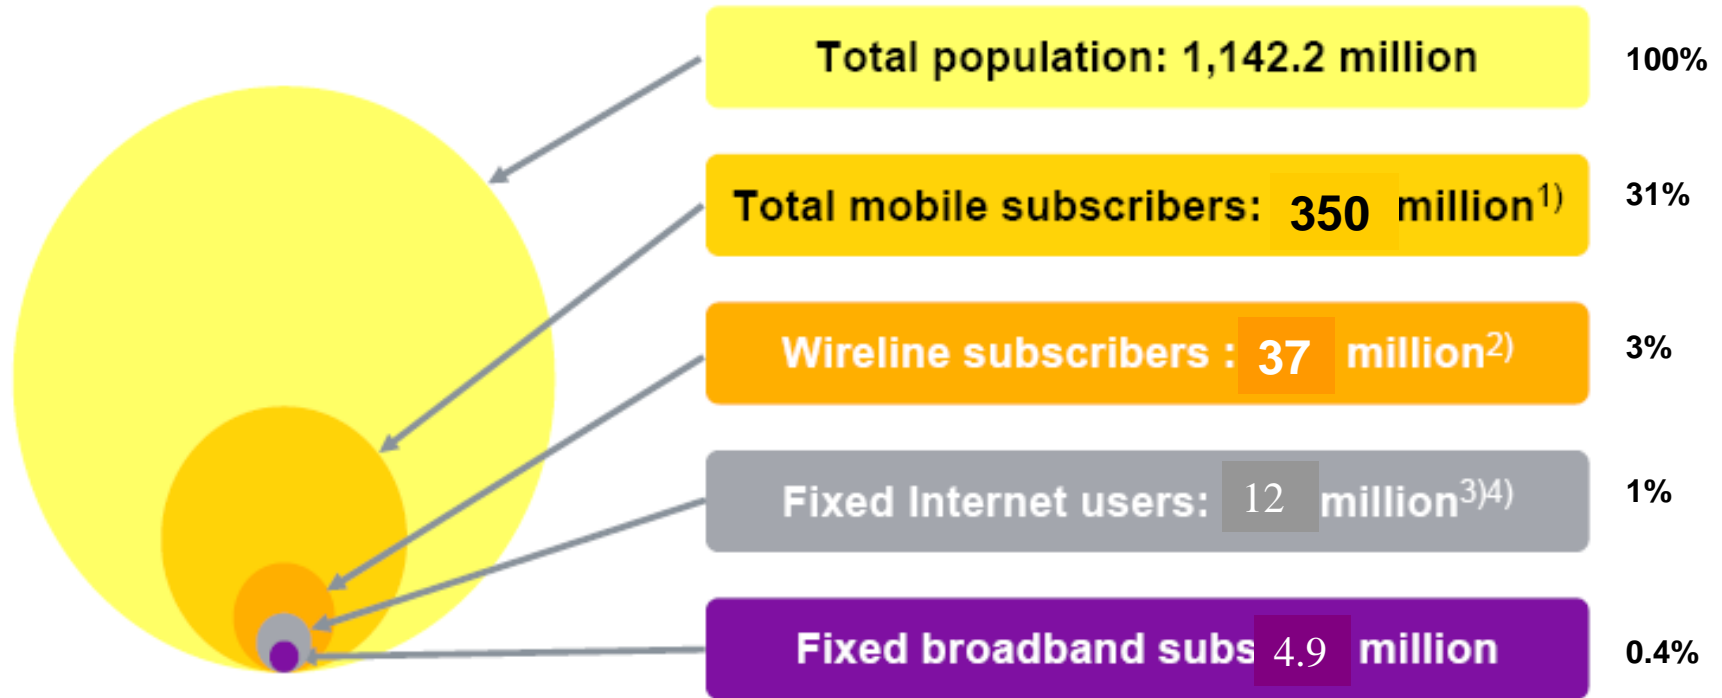 Total population: 1,142.2 million 100%
Total mobile subscribers: 350 million1) 31%
Wireline subscribers : 37 million2) 3%
Fixed Internet users: 12 million3)4) 1%
Fixed broadband subs 4.9 million 0.4%